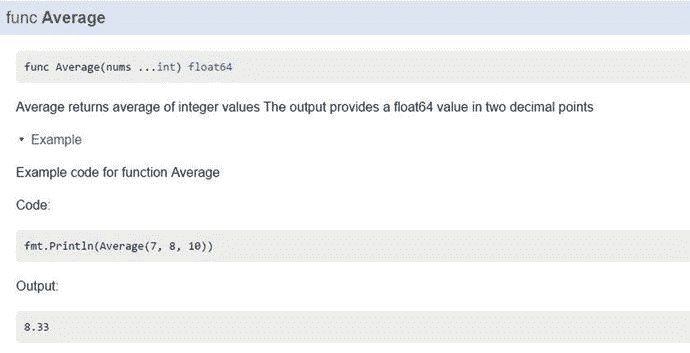 func Average
func Average(nums ...int) float64
Average returns average of integer values The output provides a float64 value in two decimal points
▾ Example
Example code for function Average
Code:
fmt.Println(Average(7, 8, 10))
Output:
8.33